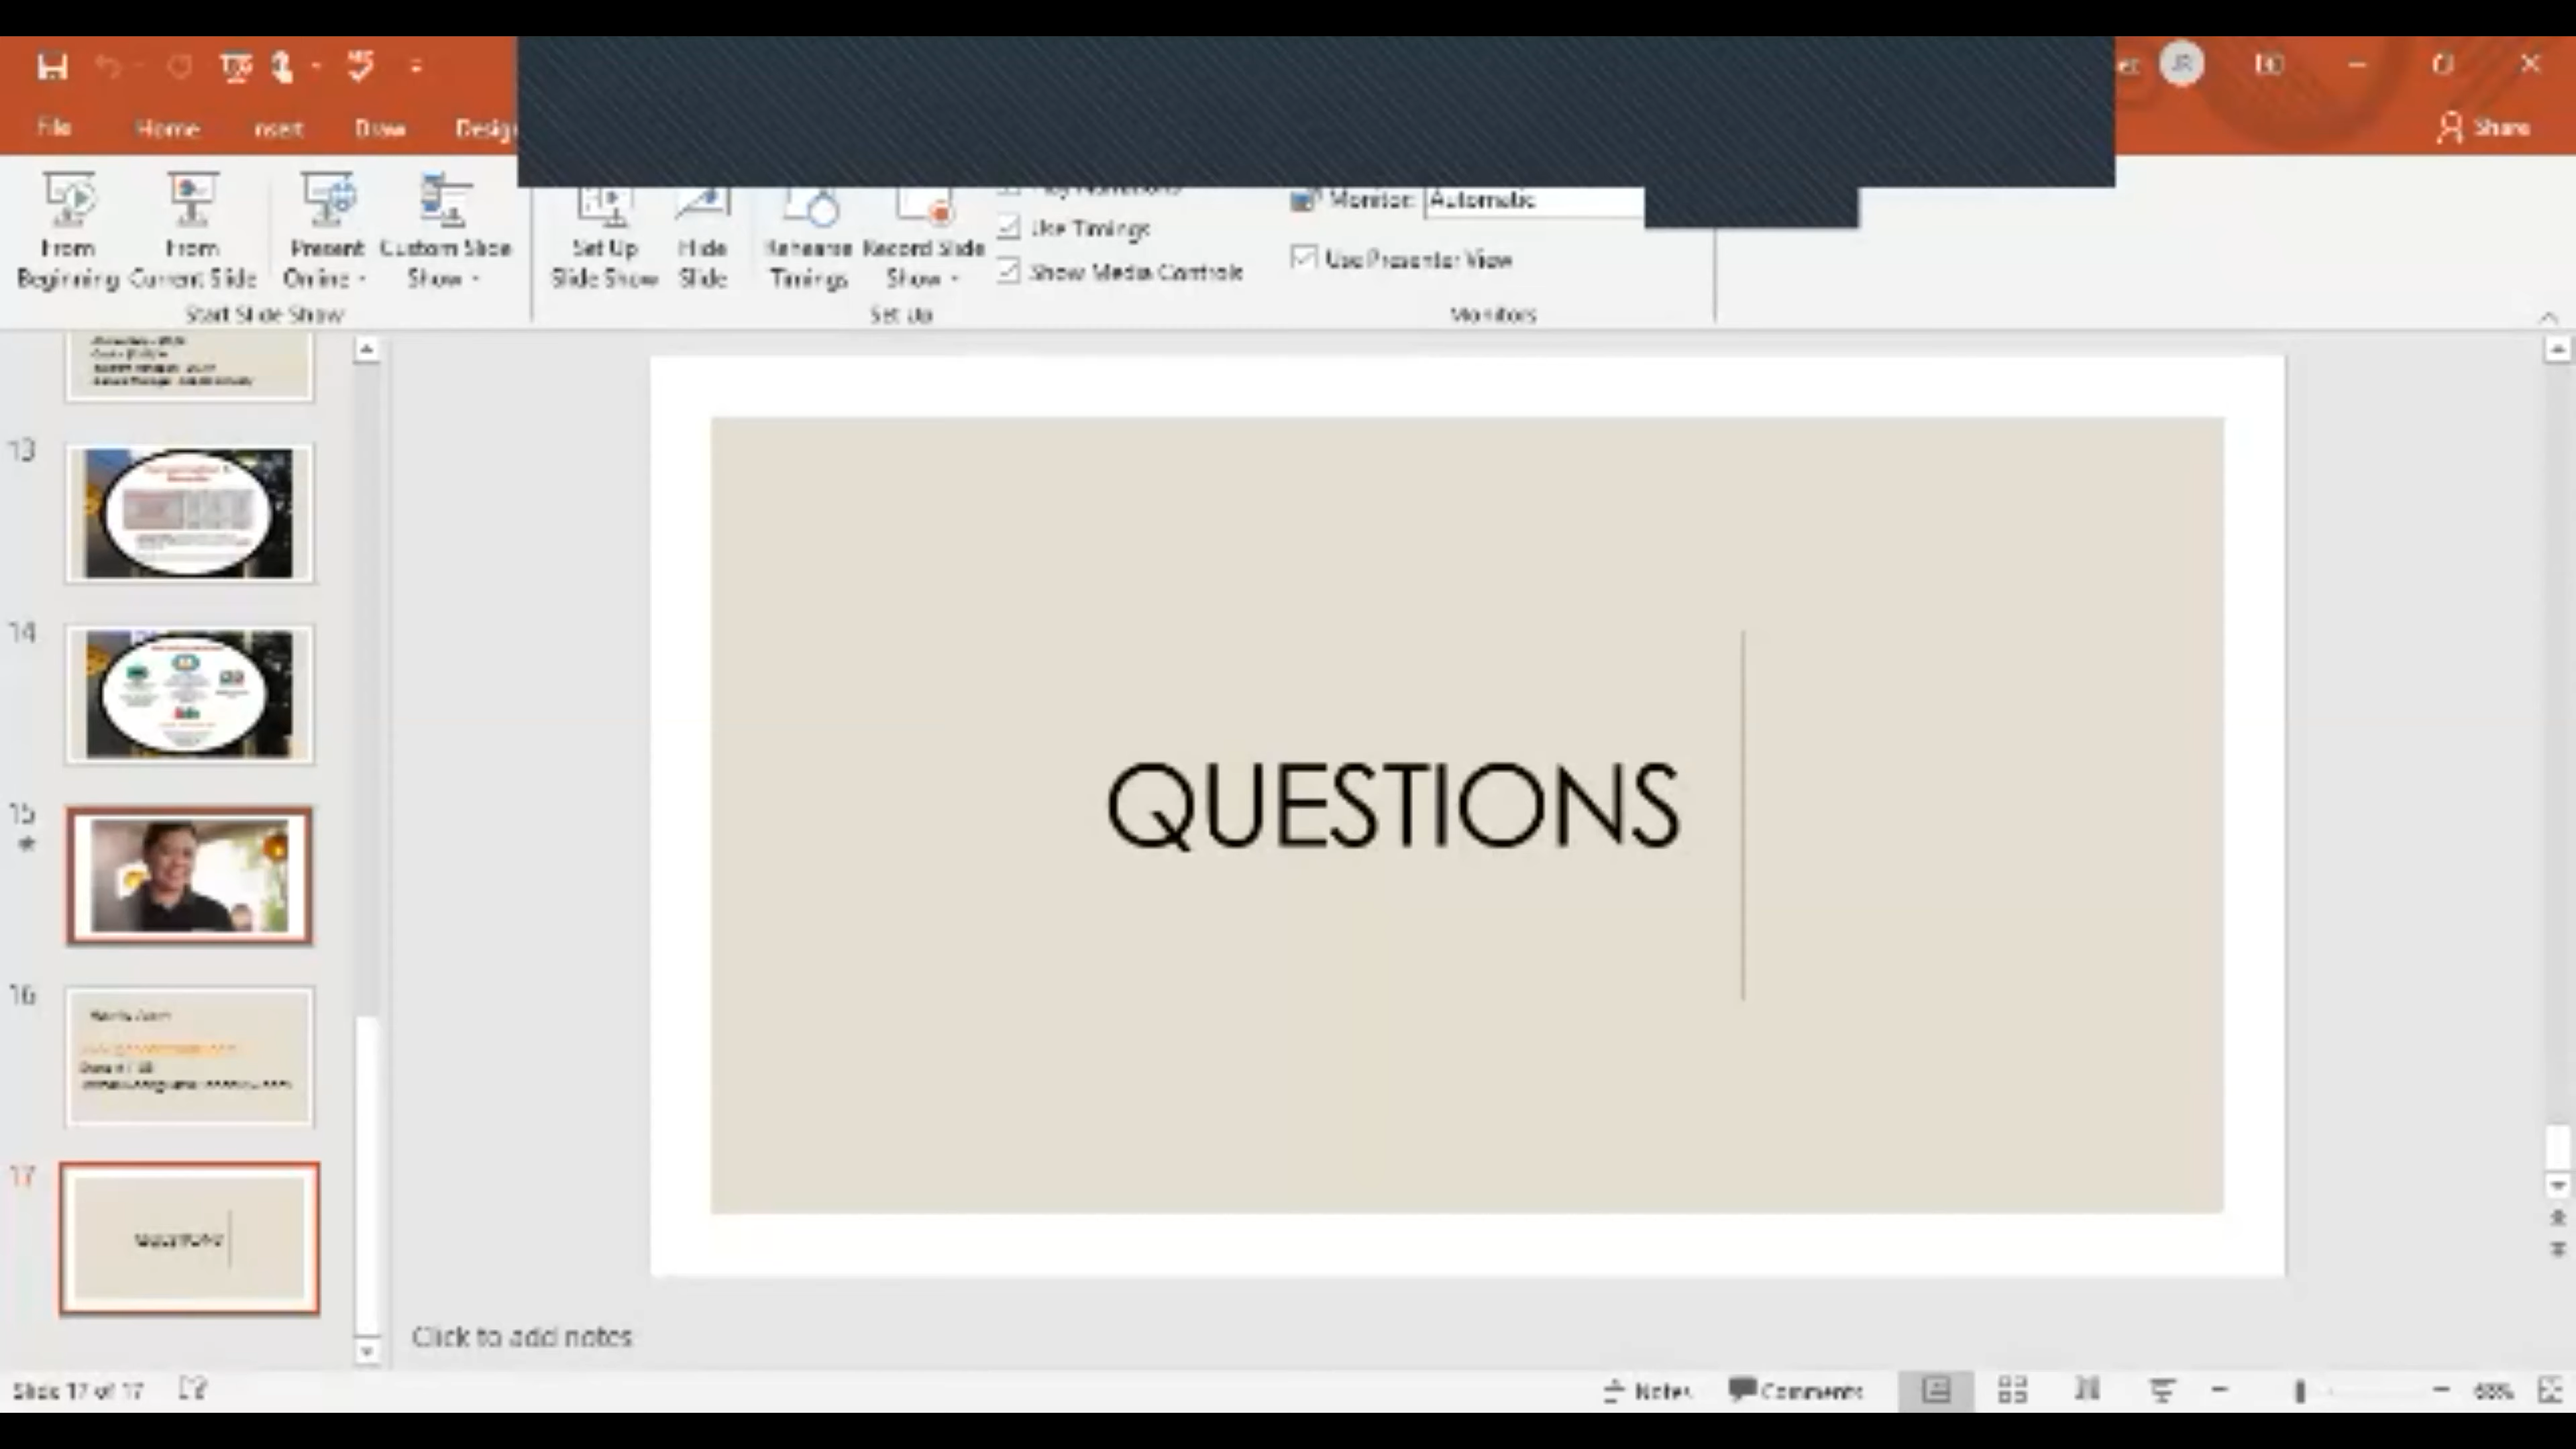 JR
File Home nsert Draw Desig
Share
From Beginning
From Current Slide
Present Online
Custom Slide Show
Set Up Slide Show
Hide Slide
Rehearse Timings
Record Slide Show
Use Timings
Show Media Controls
Monitor: Automatic
Use Presenter View
Start Slide Show
Set Up
Monitors
13
14
15
16
17
QUESTIONS
QUESTIONS
Click to add notes
Slide 17 of 17
Notes
Comments
68%